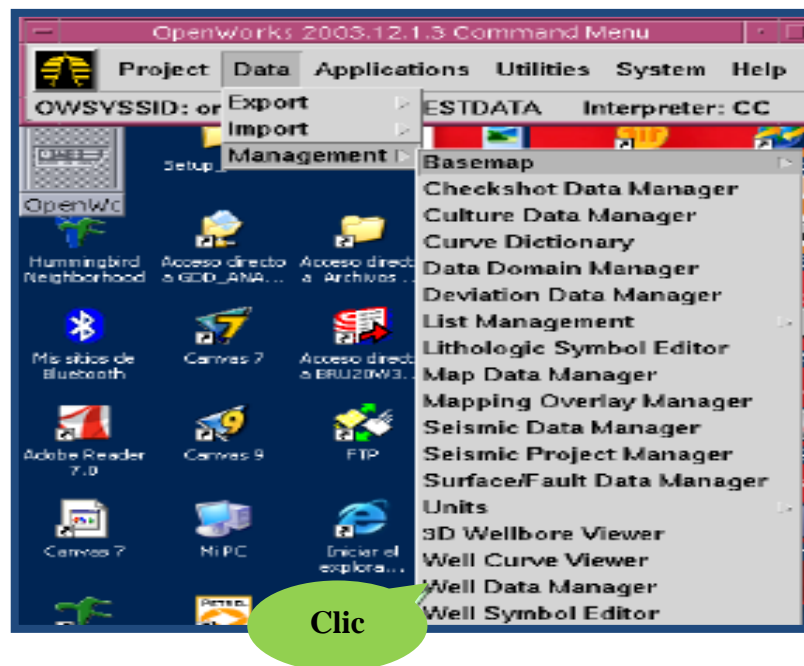 OpenWorks 2003.12.1.3 Command Menu
Project Data Applications Utilities System Help
OWSYSSID: or ESTDATA Interpreter: CC
Export
Import
Management
Basemap
Checkshot Data Manager
Culture Data Manager
Curve Dictionary
Data Domain Manager
Deviation Data Manager
List Management
Lithologic Symbol Editor
Map Data Manager
Mapping Overlay Manager
Seismic Data Manager
Seismic Project Manager
Surface/Fault Data Manager
Units
3D Wellbore Viewer
Well Curve Viewer
Well Data Manager
Well Symbol Editor
OpenWc
Setup_
Hummingbird
Neighborhood
Acceso directo
a GDD_ANA...
Acceso direct
a Archivos ...
Mis sitios de
Bluetooth
Canvas 7
Acceso direct
a BRU20W3...
Adobe Reader
7.0
Canvas 9
FTP
Canvas 7
Mi PC
Iniciar el
explora...
Clic